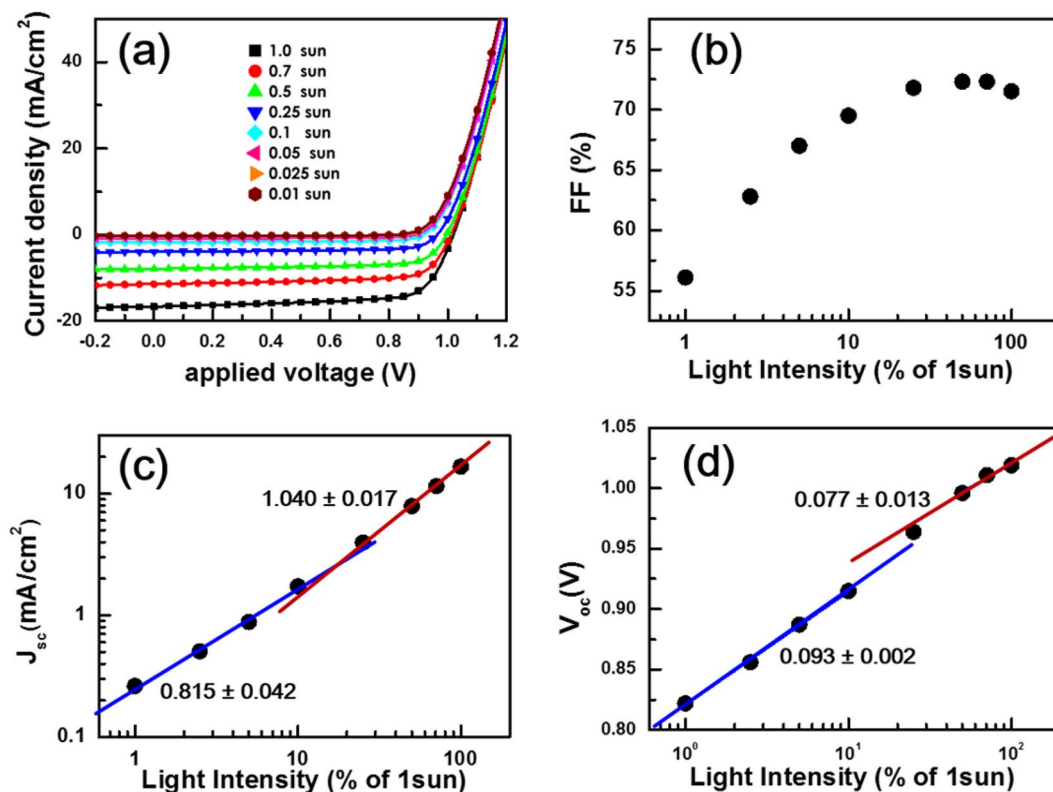 (a)
Current density (mA/cm²)
40
20
0
-20
1.0 sun
0.7 sun
0.5 sun
0.25 sun
0.1 sun
0.05 sun
0.025 sun
0.01 sun
-0.2 0.0 0.2 0.4 0.6 0.8 1.0 1.2
applied voltage (V)
(b)
FF (%)
75
70
65
60
55
1 10 100
Light Intensity (% of 1sun)
(c)
J_sc(mA/cm²)
10
1
0.1
1.040 ± 0.017
0.815 ± 0.042
1 10 100
Light Intensity (% of 1sun)
(d)
V_oc(V)
1.05
1.00
0.95
0.90
0.85
0.80
0.077 ± 0.013
0.093 ± 0.002
10⁰ 10¹ 10²
Light Intensity (% of 1sun)